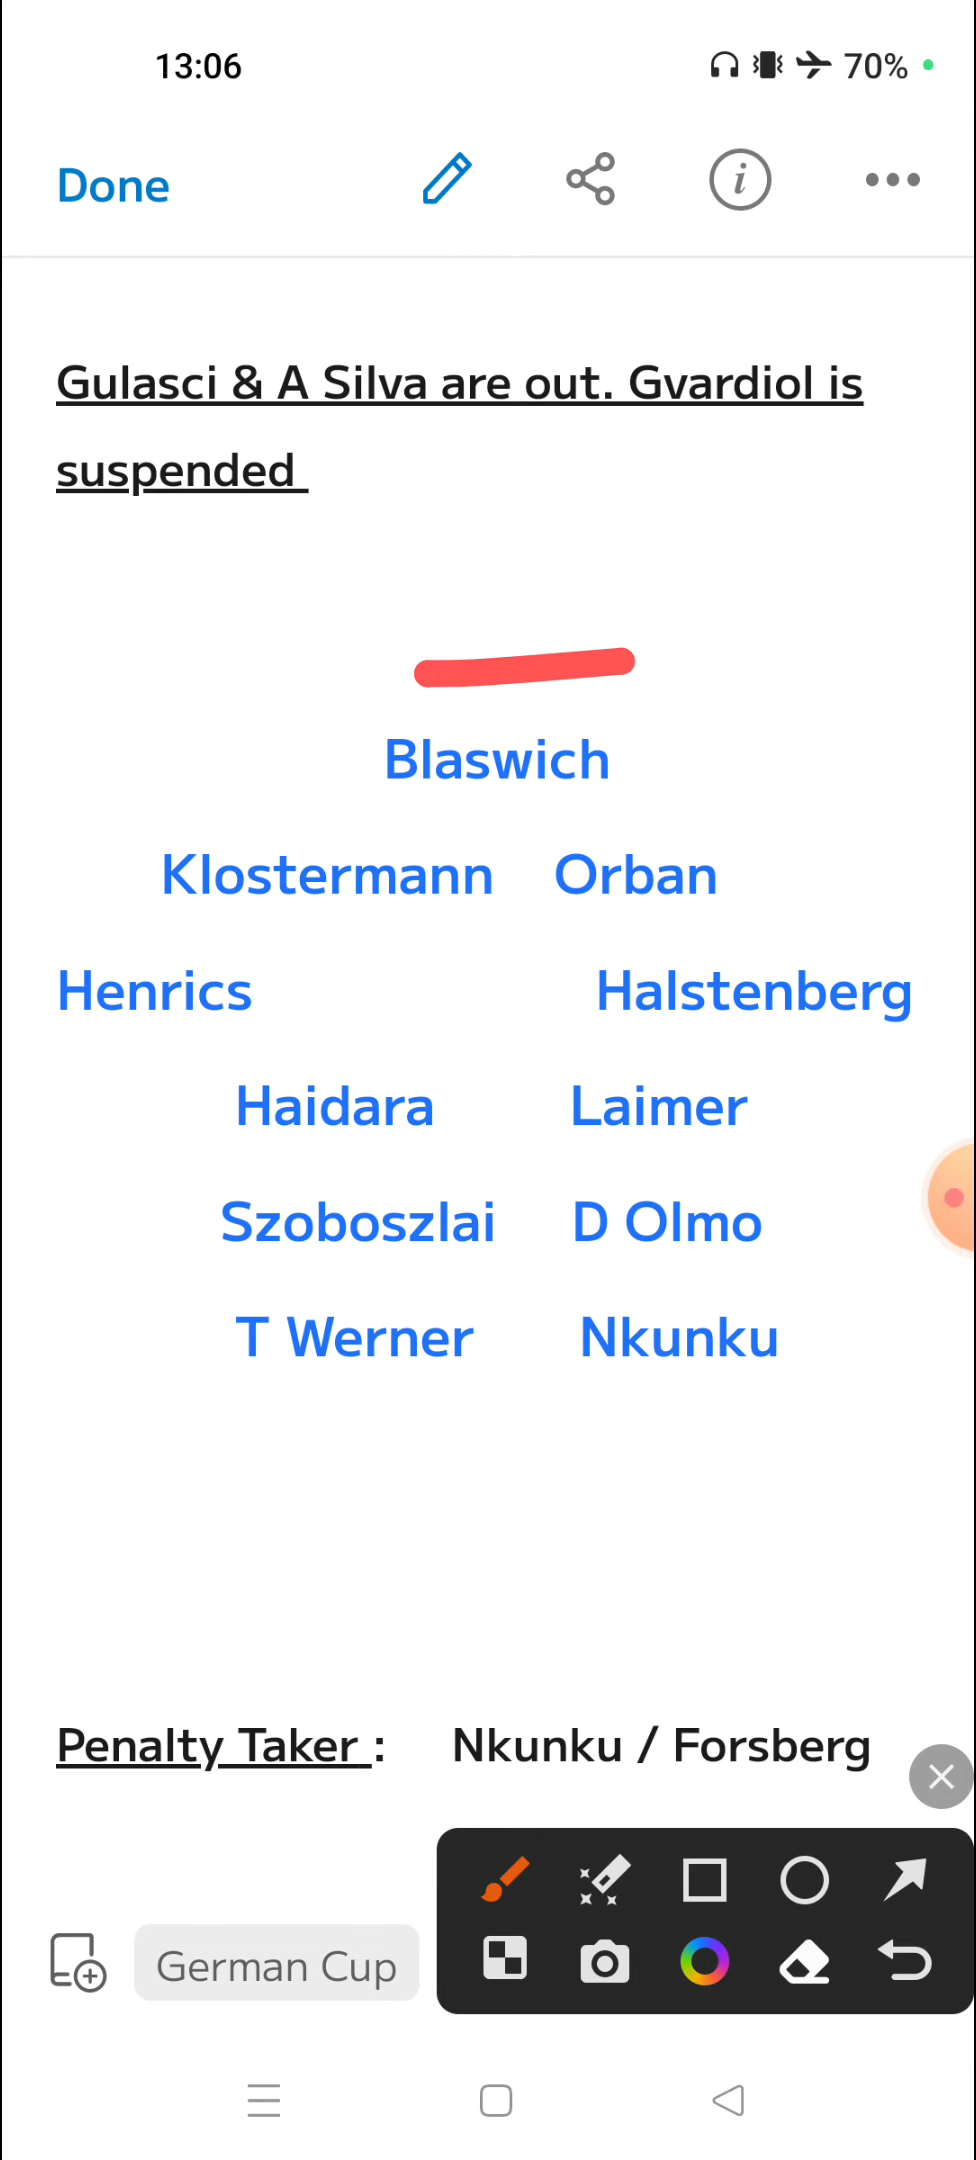 13:06 70%
Done
Gulasci & A Silva are out. Gvardiol is
suspended
Blaswich
Klostermann Orban
Henrics Halstenberg
Haidara Laimer
Szoboszlai D Olmo
T Werner Nkunku
Penalty Taker : Nkunku / Forsberg
German Cup